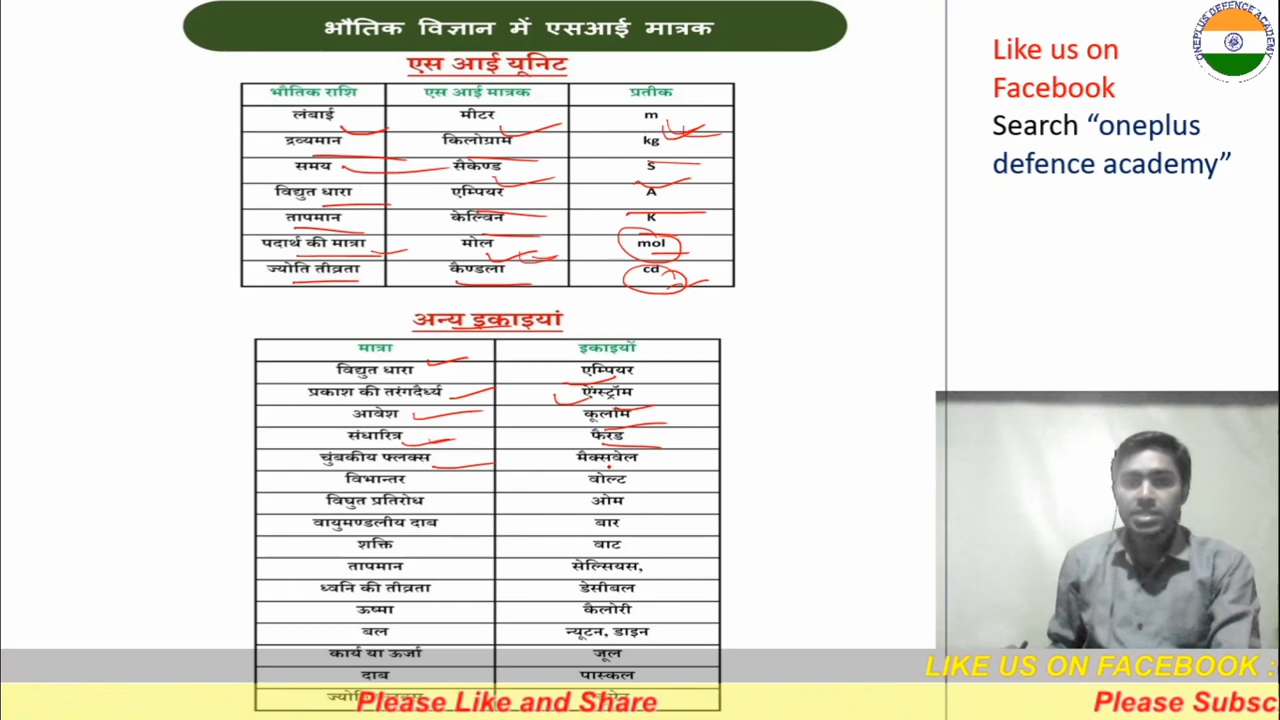 भौतिक विज्ञान में एसआई मात्रक
Like us on
Facebook
Search “oneplus
defence academy”
ONEPLUS DEFENCE ACADEMY
एस आई यूनिट
भौतिक राशि एस आई मात्रक प्रतीक
लंबाई मीटर m
द्रव्यमान किलोग्राम kg
समय सैकेण्ड S
विद्युत धारा एम्पियर A
तापमान केल्विन K
पदार्थ की मात्रा मोल mol
ज्योति तीव्रता कैण्डला cd
अन्य इकाइयां
मात्रा इकाइयों
विद्युत धारा एम्पियर
प्रकाश की तरंगदैर्ध्य ऐंग्स्ट्रॉम
आवेश कूलॉम
संधारित्र फैरड
चुंबकीय फ्लक्स मैक्सवेल
विभान्तर वोल्ट
विघुत प्रतिरोध ओम
वायुमण्डलीय दाब बार
शक्ति वाट
तापमान सेल्सियस,
ध्वनि की तीव्रता डेसीबल
ऊष्मा कैलोरी
बल न्यूटन, डाइन
कार्य या ऊर्जा जूल
दाब पास्कल
LIKE US ON FACEBOOK :
Please Like and Share
Please Subsc